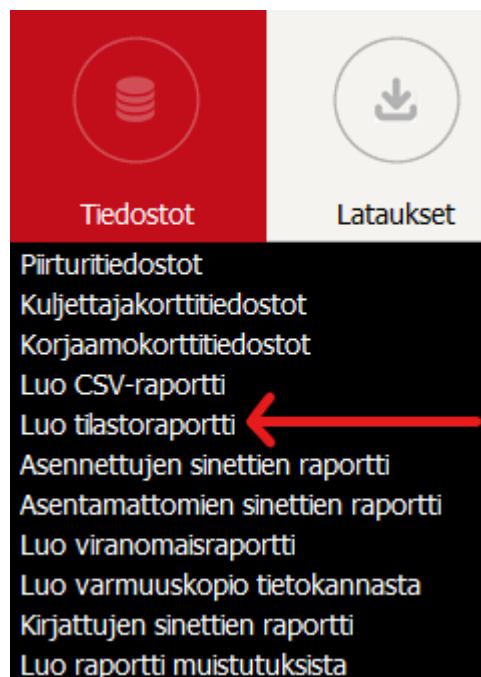 Tiedostot
Lataukset
Piirturitiedostot
Kuljettajakorttitiedostot
Korjaamokorttitiedostot
Luo CSV-raportti
Luo tilastoraportti
Asennettujen sinettien raportti
Asentamattomien sinettien raportti
Luo viranomaisraportti
Luo varmuuskopio tietokannasta
Kirjattujen sinettien raportti
Luo raportti muistutuksista